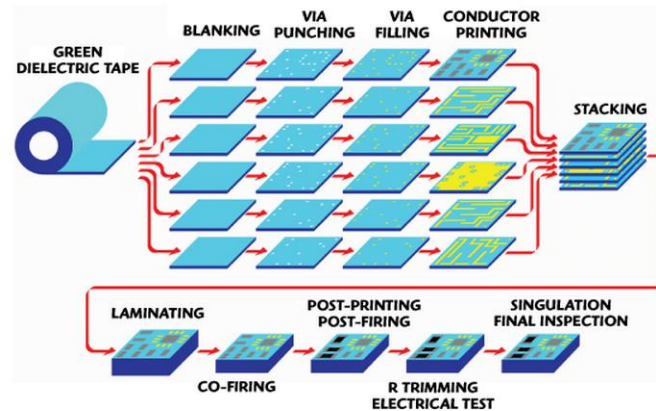 GREEN
DIELECTRIC TAPE
BLANKING
VIA
PUNCHING
VIA
FILLING
CONDUCTOR
PRINTING
STACKING
LAMINATING
CO-FIRING
POST-PRINTING
POST-FIRING
R TRIMMING
ELECTRICAL TEST
SINGULATION
FINAL INSPECTION